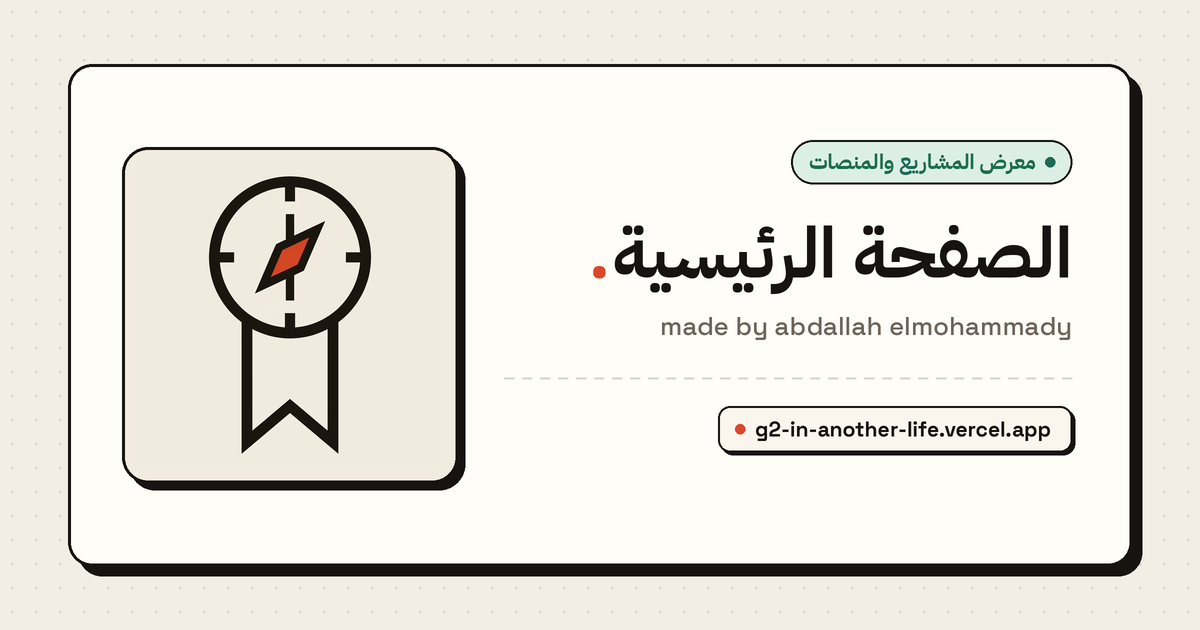 معرض المشاريع والمنصات
الصفحة الرئيسية.
made by abdallah elmohammady
g2-in-another-life.vercel.app